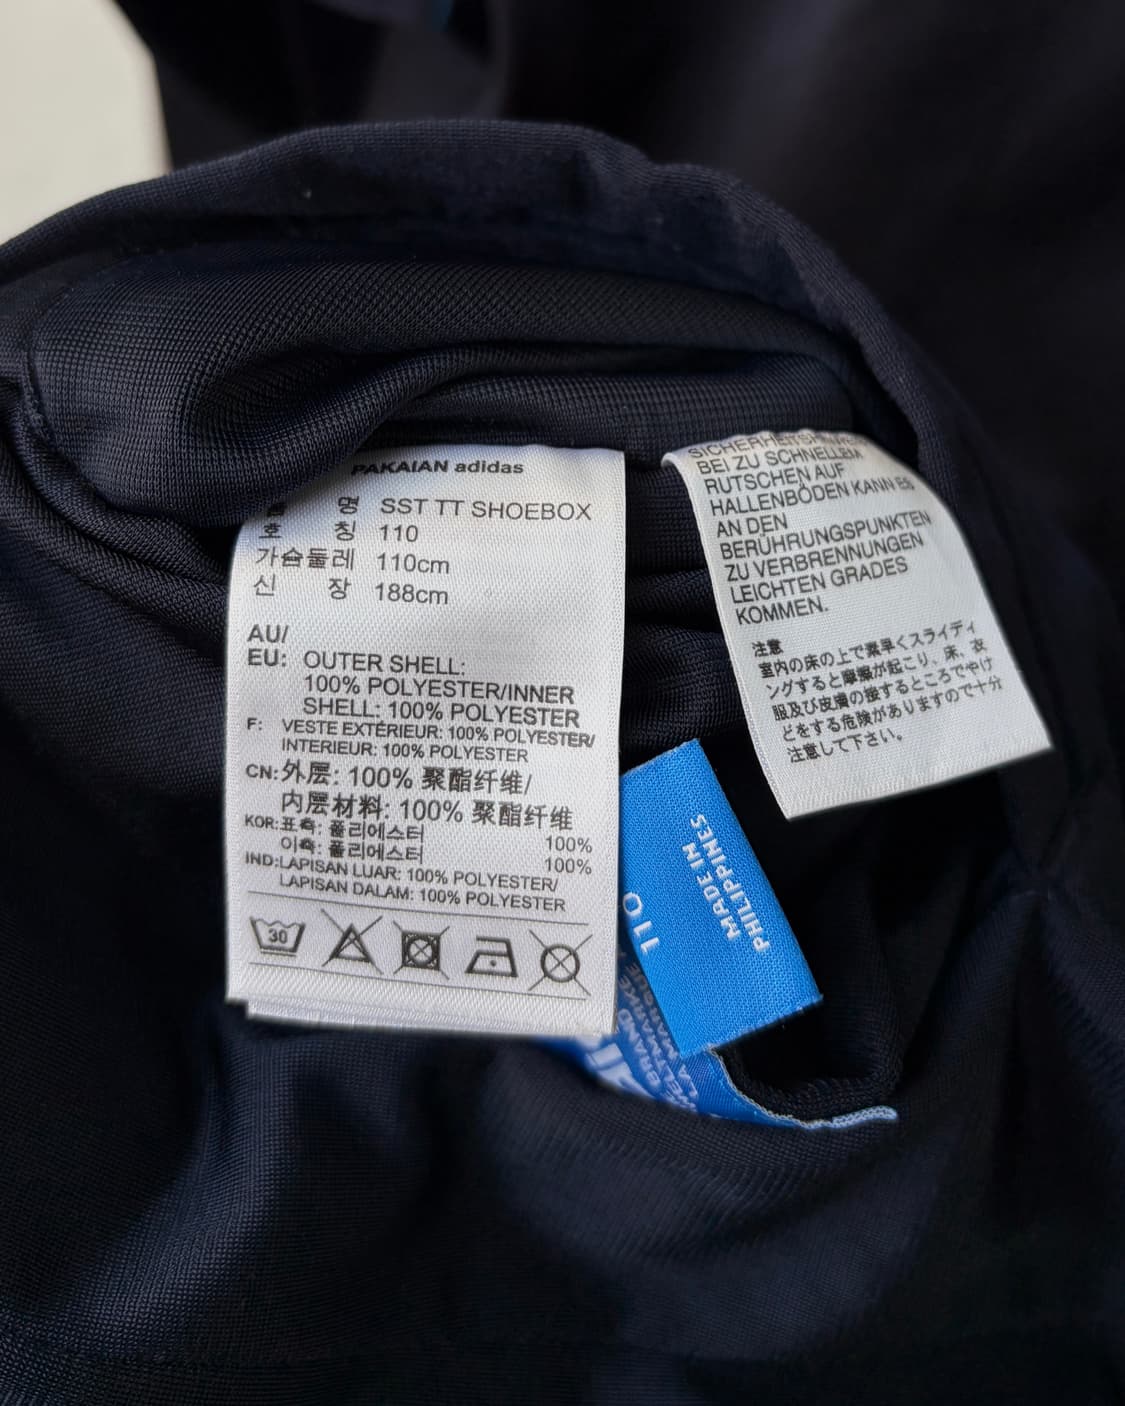 PAKAIAN adidas
품 명 SST TT SHOEBOX
호 칭 110
가슴둘레 110cm
신 장 188cm
AU/
EU: OUTER SHELL:
100% POLYESTER/INNER
SHELL: 100% POLYESTER
F: VESTE EXTÉRIEUR: 100% POLYESTER/
INTERIEUR: 100% POLYESTER
CN:外层: 100% 聚酯纤维/
内层材料: 100% 聚酯纤维
KOR:표측: 폴리에스터 100%
이측: 폴리에스터 100%
IND:LAPISAN LUAR: 100% POLYESTER/
LAPISAN DALAM: 100% POLYESTER
30
BEI ZU SCHNELLEM
RUTSCHEN AUF
HALLENBÖDEN KANN ES
AN DEN
BERÜHRUNGSPUNKTEN
ZU VERBRENNUNGEN
LEICHTEN GRADES
KOMMEN.
注意
室内の床の上で素早くスライディ
ングすると摩擦が起こり、床、衣
服及び皮膚の接するところでやけ
どをする危険がありますので十分
注意して下さい。
110
MADE IN
PHILIPPINES
BRAND